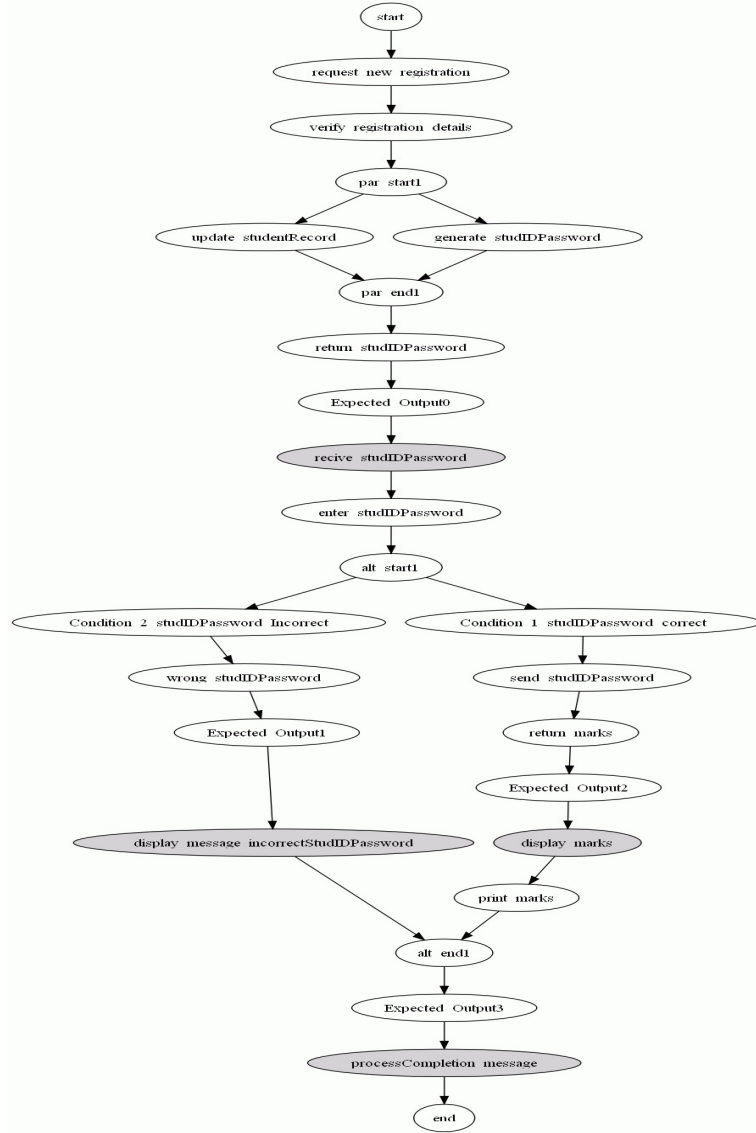 start
request new registration
verify registration details
par start1
update studentRecord
generate studIDPassword
par end1
return studIDPassword
Expected Output0
recive studIDPassword
enter studIDPassword
alt start1
Condition 2 studIDPassword Incorrect
Condition 1 studIDPassword correct
wrong studIDPassword
send studIDPassword
Expected Output1
return marks
Expected Output2
display message incorrectStudIDPassword
display marks
print marks
alt end1
Expected Output3
processCompletion message
end